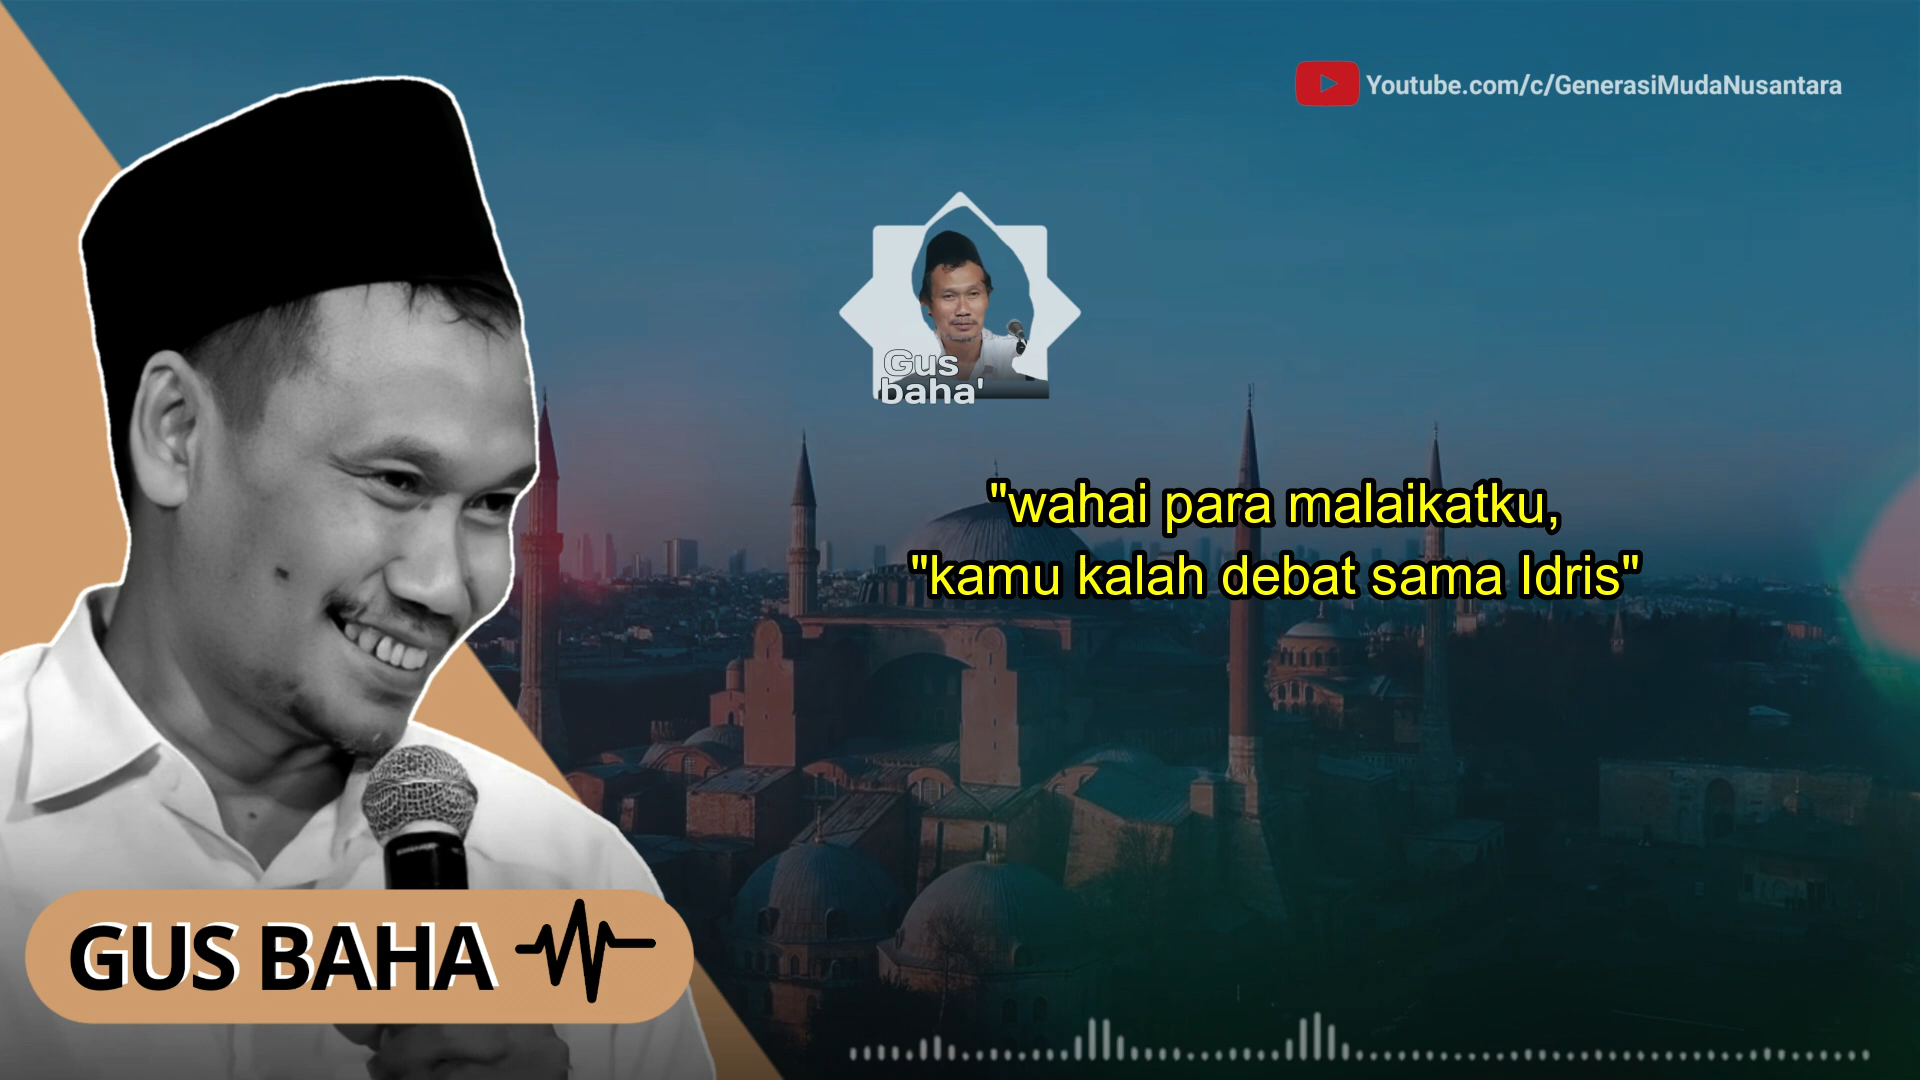 Youtube.com/c/GenerasiMudaNusantara
Gus
baha'
"wahai para malaikatku,
"kamu kalah debat sama Idris"
GUS BAHA